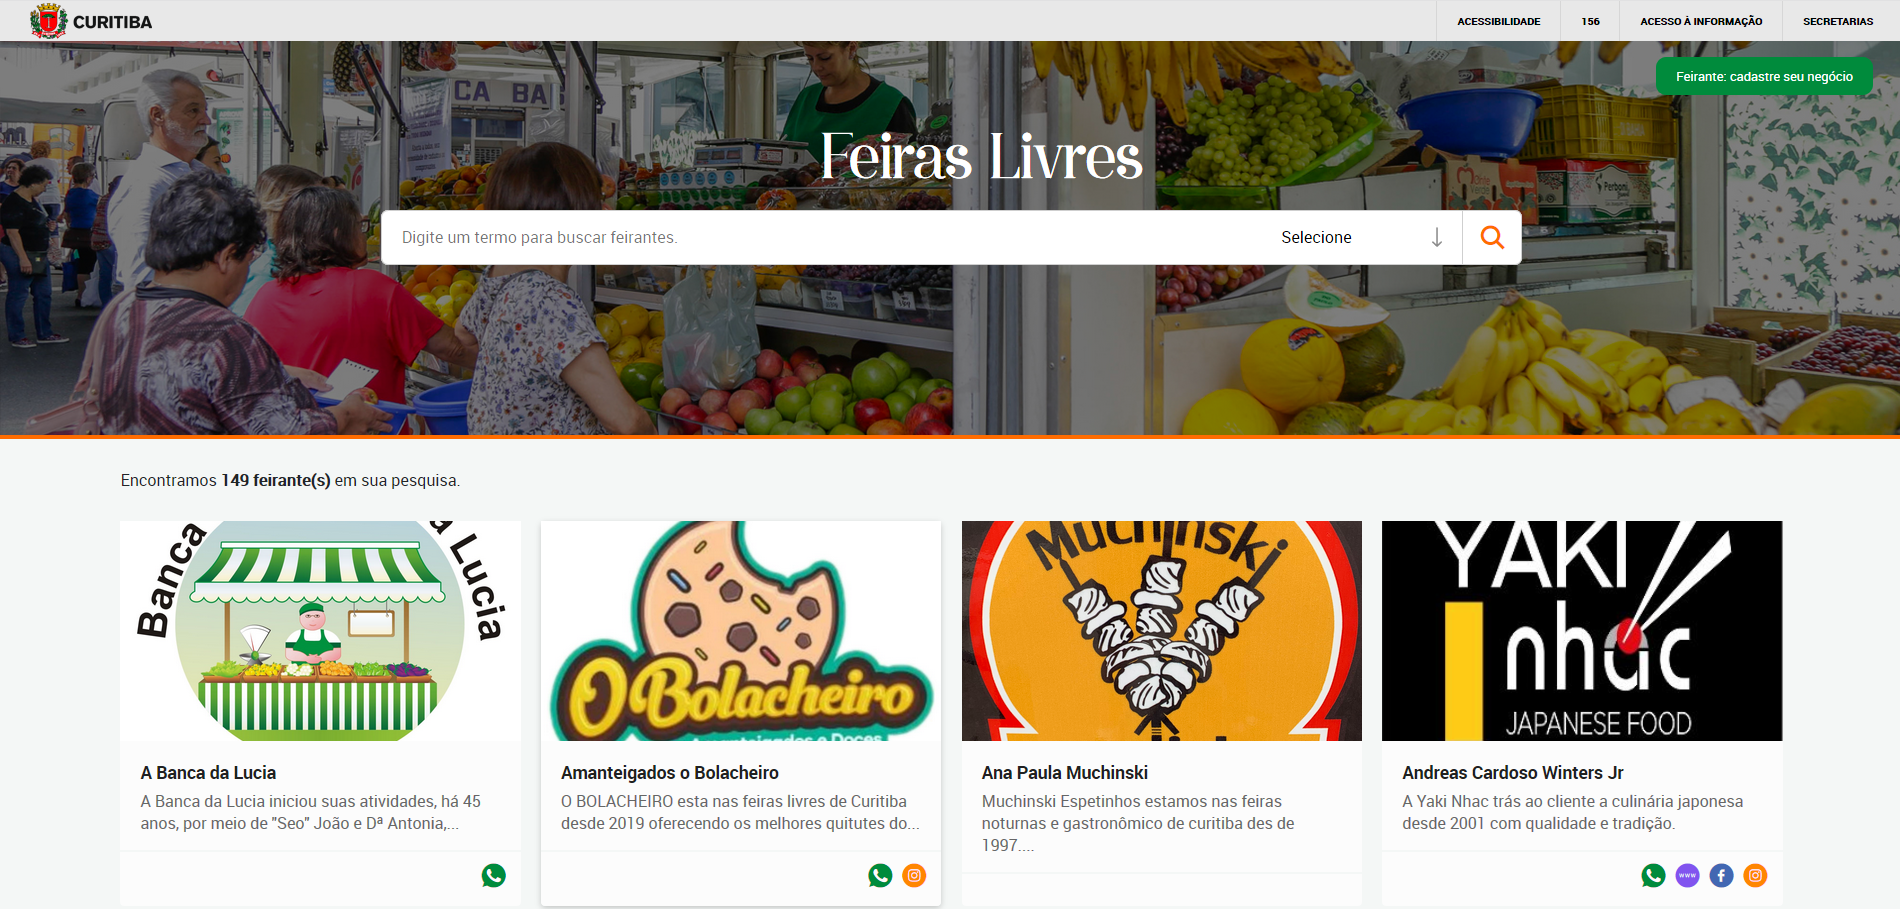 CURITIBA
ACESSIBILIDADE
156
ACESSO À INFORMAÇÃO
SECRETARIAS
Feirante: cadastre seu negócio
CA BAS
Feiras Livres
Digite um termo para buscar feirantes.
Selecione
Encontramos 149 feirante(s) em sua pesquisa.
Banca da Lucia
O Bolacheiro
Amanteigados e Doces
Muchinski
YAKI
nhac
JAPANESE FOOD
A Banca da Lucia
A Banca da Lucia iniciou suas atividades, há 45
anos, por meio de "Seo" João e Dª Antonia,...
Amanteigados o Bolacheiro
O BOLACHEIRO esta nas feiras livres de Curitiba
desde 2019 oferecendo os melhores quitutes do...
Ana Paula Muchinski
Muchinski Espetinhos estamos nas feiras
noturnas e gastronômico de curitiba des de
1997....
Andreas Cardoso Winters Jr
A Yaki Nhac trás ao cliente a culinária japonesa
desde 2001 com qualidade e tradição.
www